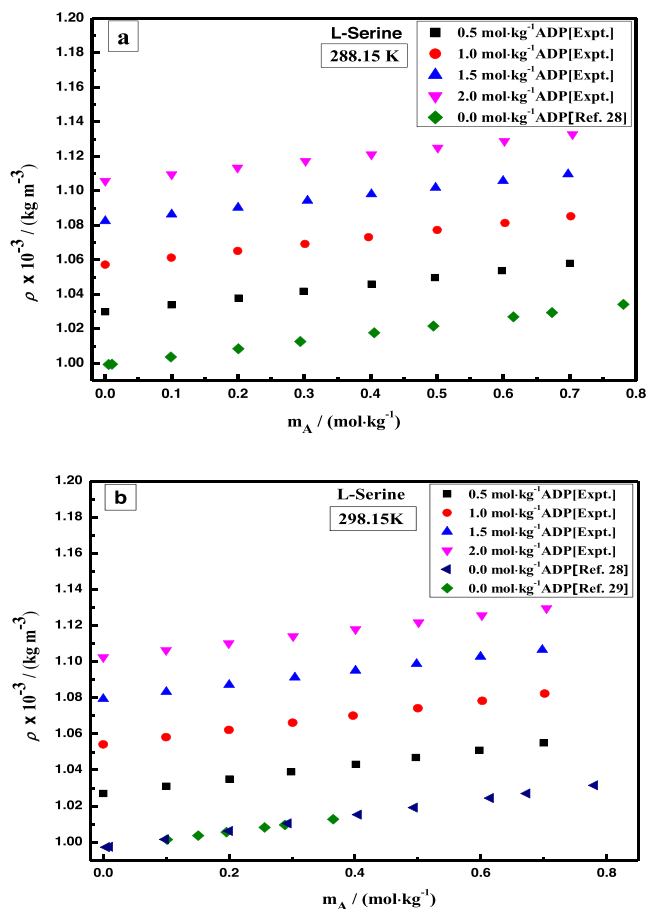 a
L-Serine
288.15 K
0.5 mol·kg⁻¹ADP[Expt.]
1.0 mol·kg⁻¹ADP[Expt.]
1.5 mol·kg⁻¹ADP[Expt.]
2.0 mol·kg⁻¹ADP[Expt.]
0.0 mol·kg⁻¹ADP[Ref. 28]
1.20
1.18
1.16
1.14
1.12
1.10
1.08
1.06
1.04
1.02
1.00
ρ x 10⁻³ / (kg m⁻³)
0.0 0.1 0.2 0.3 0.4 0.5 0.6 0.7 0.8
m_A / (mol·kg⁻¹)
b
L-Serine
298.15K
0.5 mol·kg⁻¹ADP[Expt.]
1.0 mol·kg⁻¹ADP[Expt.]
1.5 mol·kg⁻¹ADP[Expt.]
2.0 mol·kg⁻¹ADP[Expt.]
0.0 mol·kg⁻¹ADP[Ref. 28]
0.0 mol·kg⁻¹ADP[Ref. 29]
1.20
1.18
1.16
1.14
1.12
1.10
1.08
1.06
1.04
1.02
1.00
ρ x 10⁻³ / (kg m⁻³)
0.0 0.2 0.4 0.6 0.8
m_A / (mol·kg⁻¹)